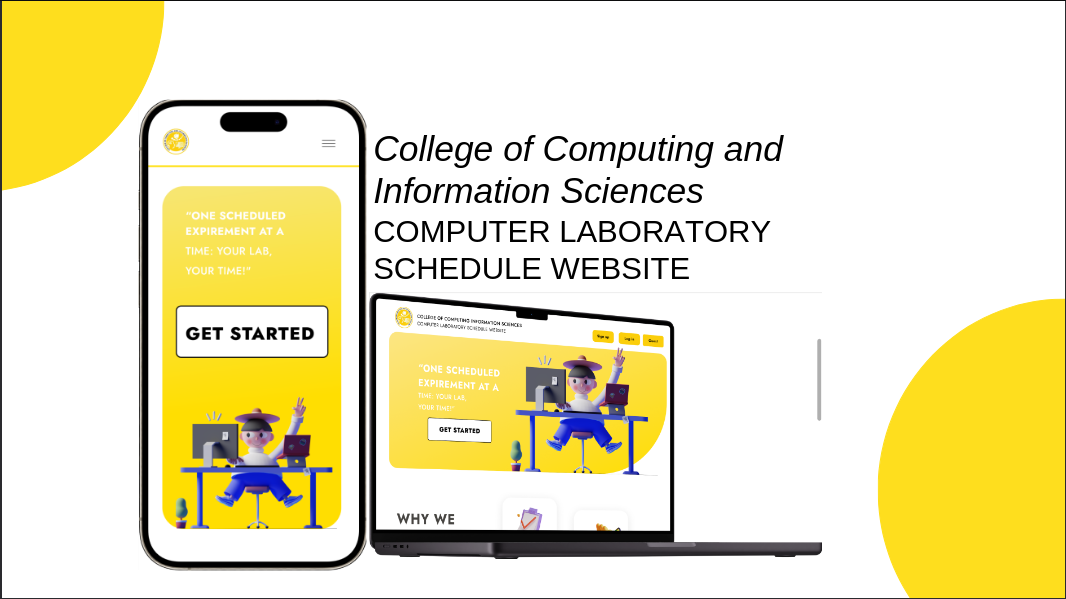 "ONE SCHEDULED
EXPIREMENT AT A
TIME: YOUR LAB,
YOUR TIME!"
GET STARTED
College of Computing and
Information Sciences
COMPUTER LABORATORY
SCHEDULE WEBSITE
COLLEGE OF COMPUTING INFORMATION SCIENCES
COMPUTER LABORATORY SCHEDULE WEBSITE
Sign up
Log in
Guest
"ONE SCHEDULED
EXPIREMENT AT A
TIME: YOUR LAB,
YOUR TIME!"
GET STARTED
WHY WE